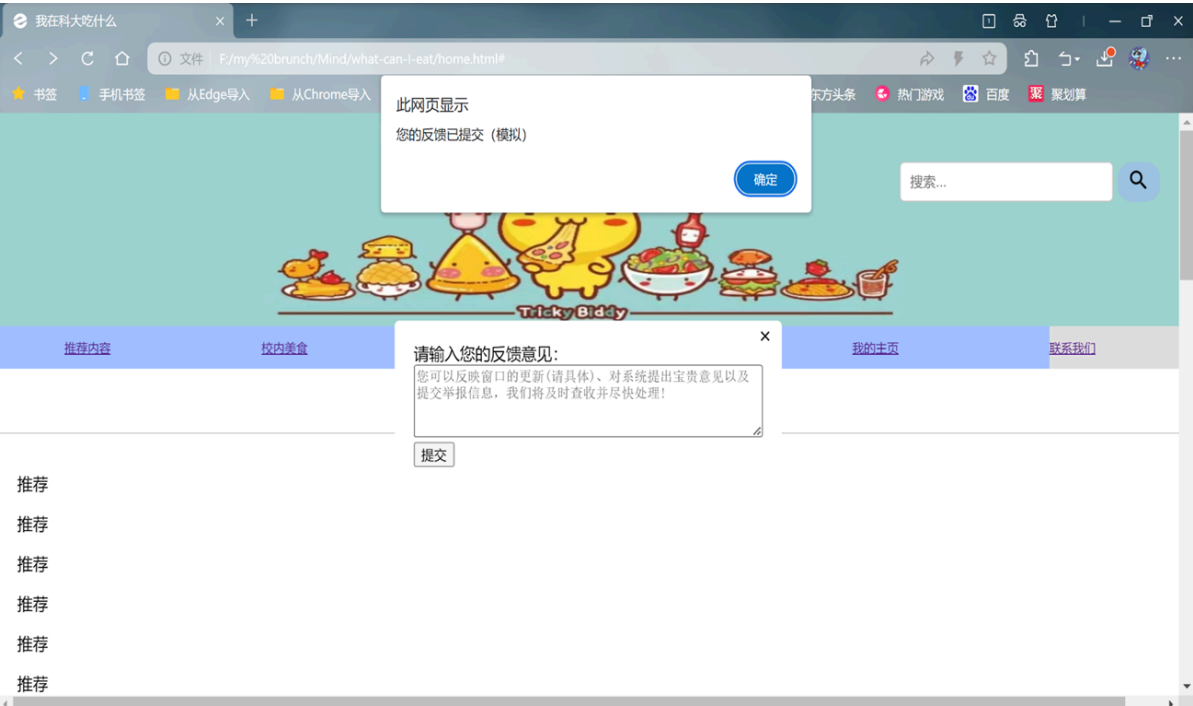 我在科大吃什么
文件 F:/my%20brunch/Mind/what-can-I-eat/home.html#
书签 手机书签 从Edge导入 从Chrome导入 东方头条 热门游戏 百度 聚 聚划算
此网页显示
您的反馈已提交（模拟）
确定
搜索...
Tricky Biddy
推荐内容 校内美食 我的主页 联系我们
请输入您的反馈意见：
您可以反映窗口的更新(请具体)、对系统提出宝贵意见以及
提交举报信息，我们将及时查收并尽快处理!
提交
推荐
推荐
推荐
推荐
推荐
推荐